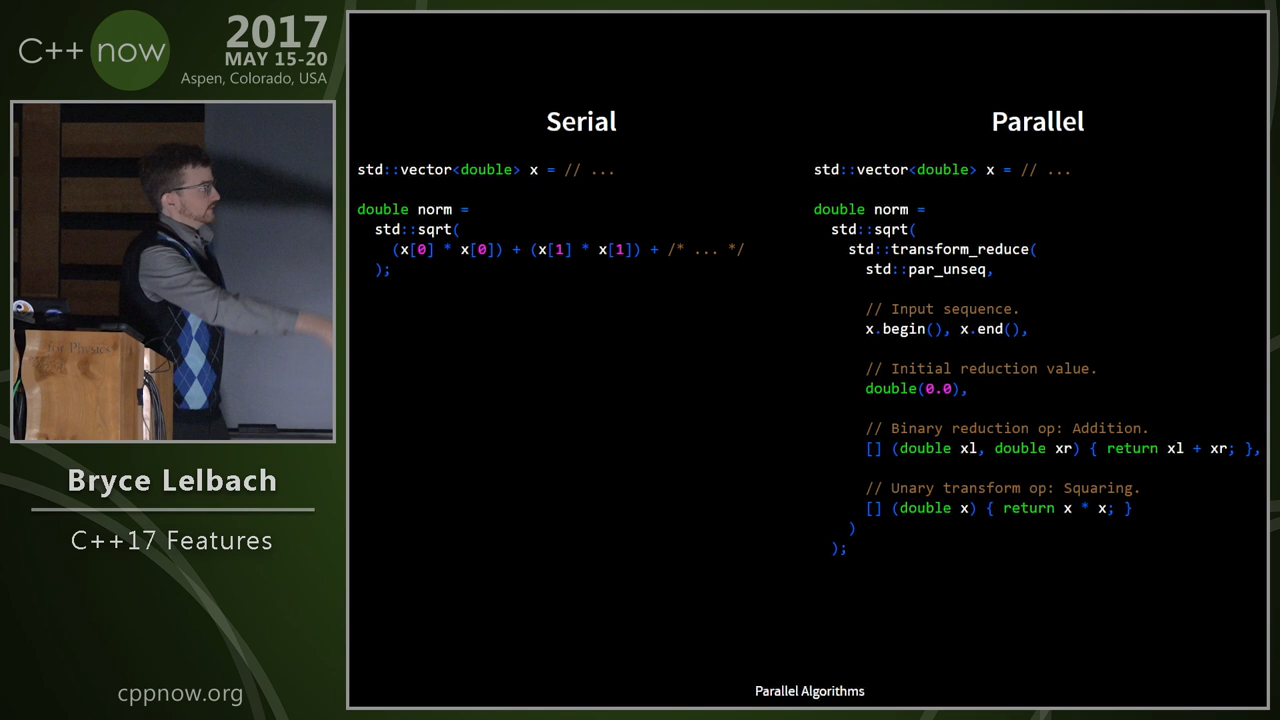 C++ now
2017
MAY 15-20
Aspen, Colorado, USA
for Physics
Bryce Lelbach
C++17 Features
cppnow.org
Serial
std::vector<double> x = // ...
double norm =
  std::sqrt(
    (x[0] * x[0]) + (x[1] * x[1]) + /* ... */
  );
Parallel
std::vector<double> x = // ...
double norm =
  std::sqrt(
    std::transform_reduce(
      std::par_unseq,
      // Input sequence.
      x.begin(), x.end(),
      // Initial reduction value.
      double(0.0),
      // Binary reduction op: Addition.
      [] (double xl, double xr) { return xl + xr; },
      // Unary transform op: Squaring.
      [] (double x) { return x * x; }
    )
  );
Parallel Algorithms